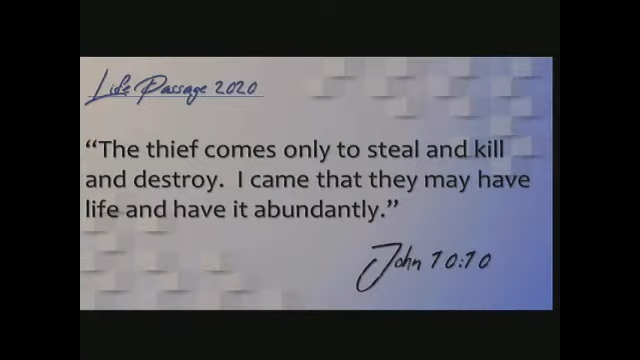 Life Passage 2020
“The thief comes only to steal and kill
and destroy.  I came that they may have
life and have it abundantly.”
John 10:10